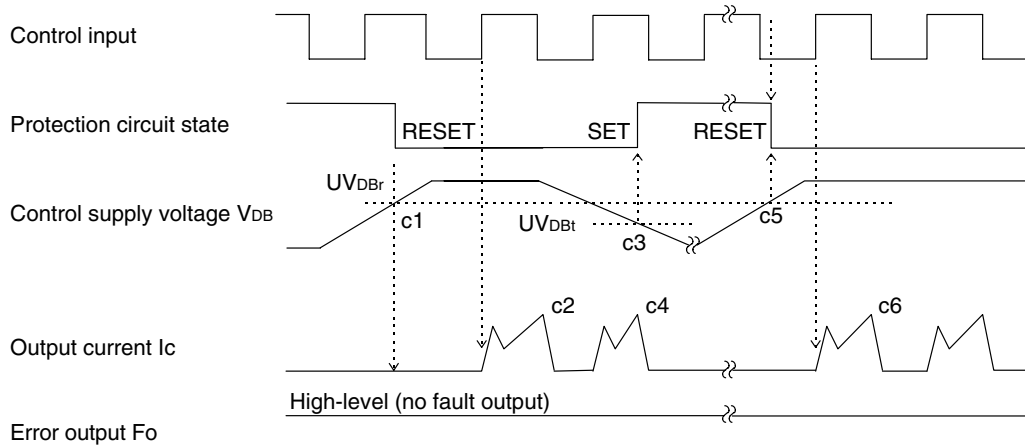 Control input
Protection circuit state
RESET
SET
RESET
UVDBr
Control supply voltage VDB
c1
UVDBt
c3
c5
c2
c4
c6
Output current Ic
High-level (no fault output)
Error output Fo